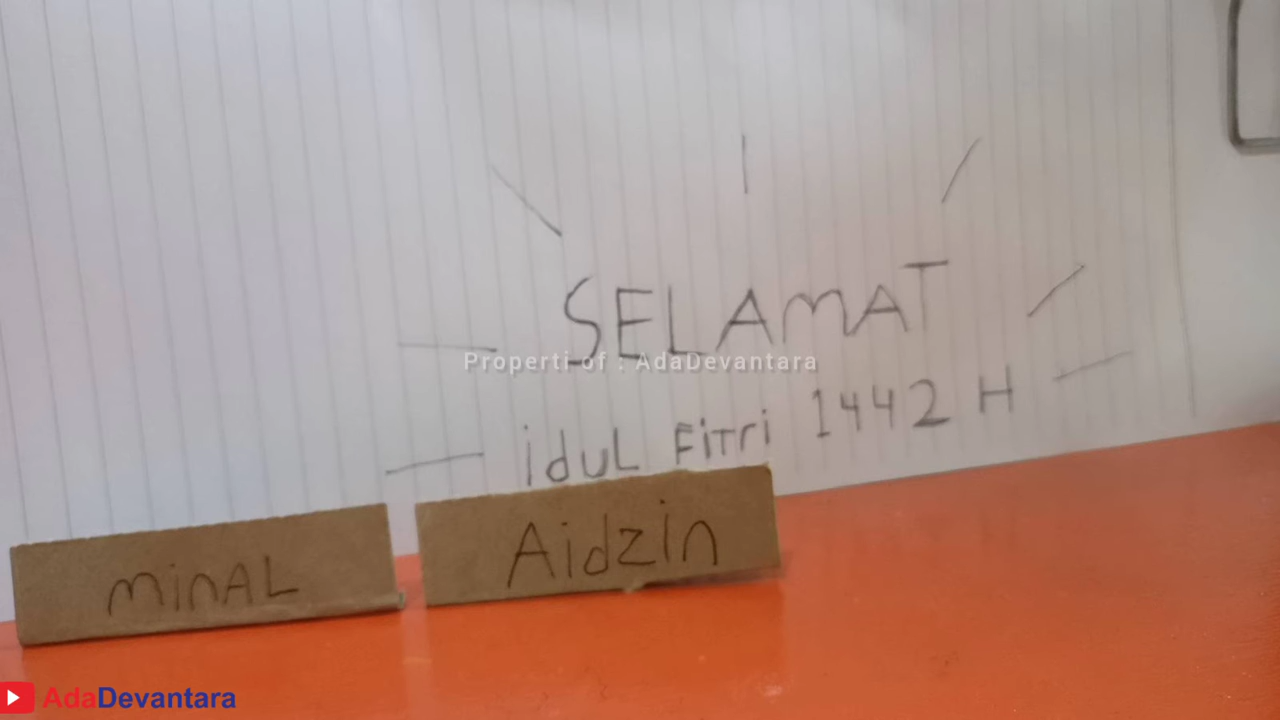 SELAMAT
Properti of : AdaDevantara
idUL FiTri 1442 H
minAL Aidzin
AdaDevantara